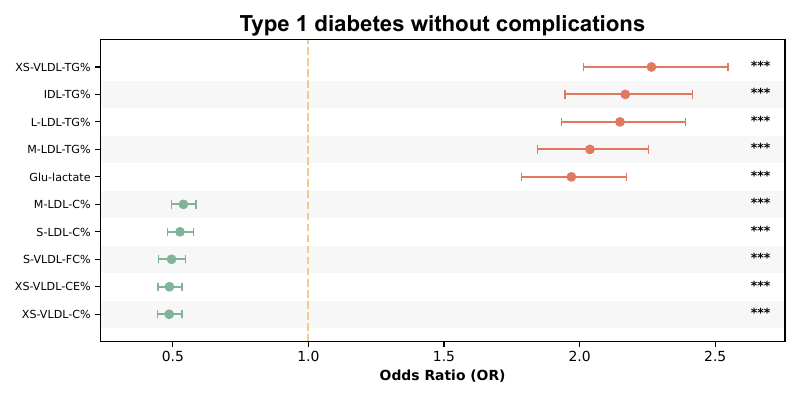 Type 1 diabetes without complications
XS-VLDL-TG% ***
IDL-TG% ***
L-LDL-TG% ***
M-LDL-TG% ***
Glu-lactate ***
M-LDL-C% ***
S-LDL-C% ***
S-VLDL-FC% ***
XS-VLDL-CE% ***
XS-VLDL-C% ***
0.5 1.0 1.5 2.0 2.5
Odds Ratio (OR)